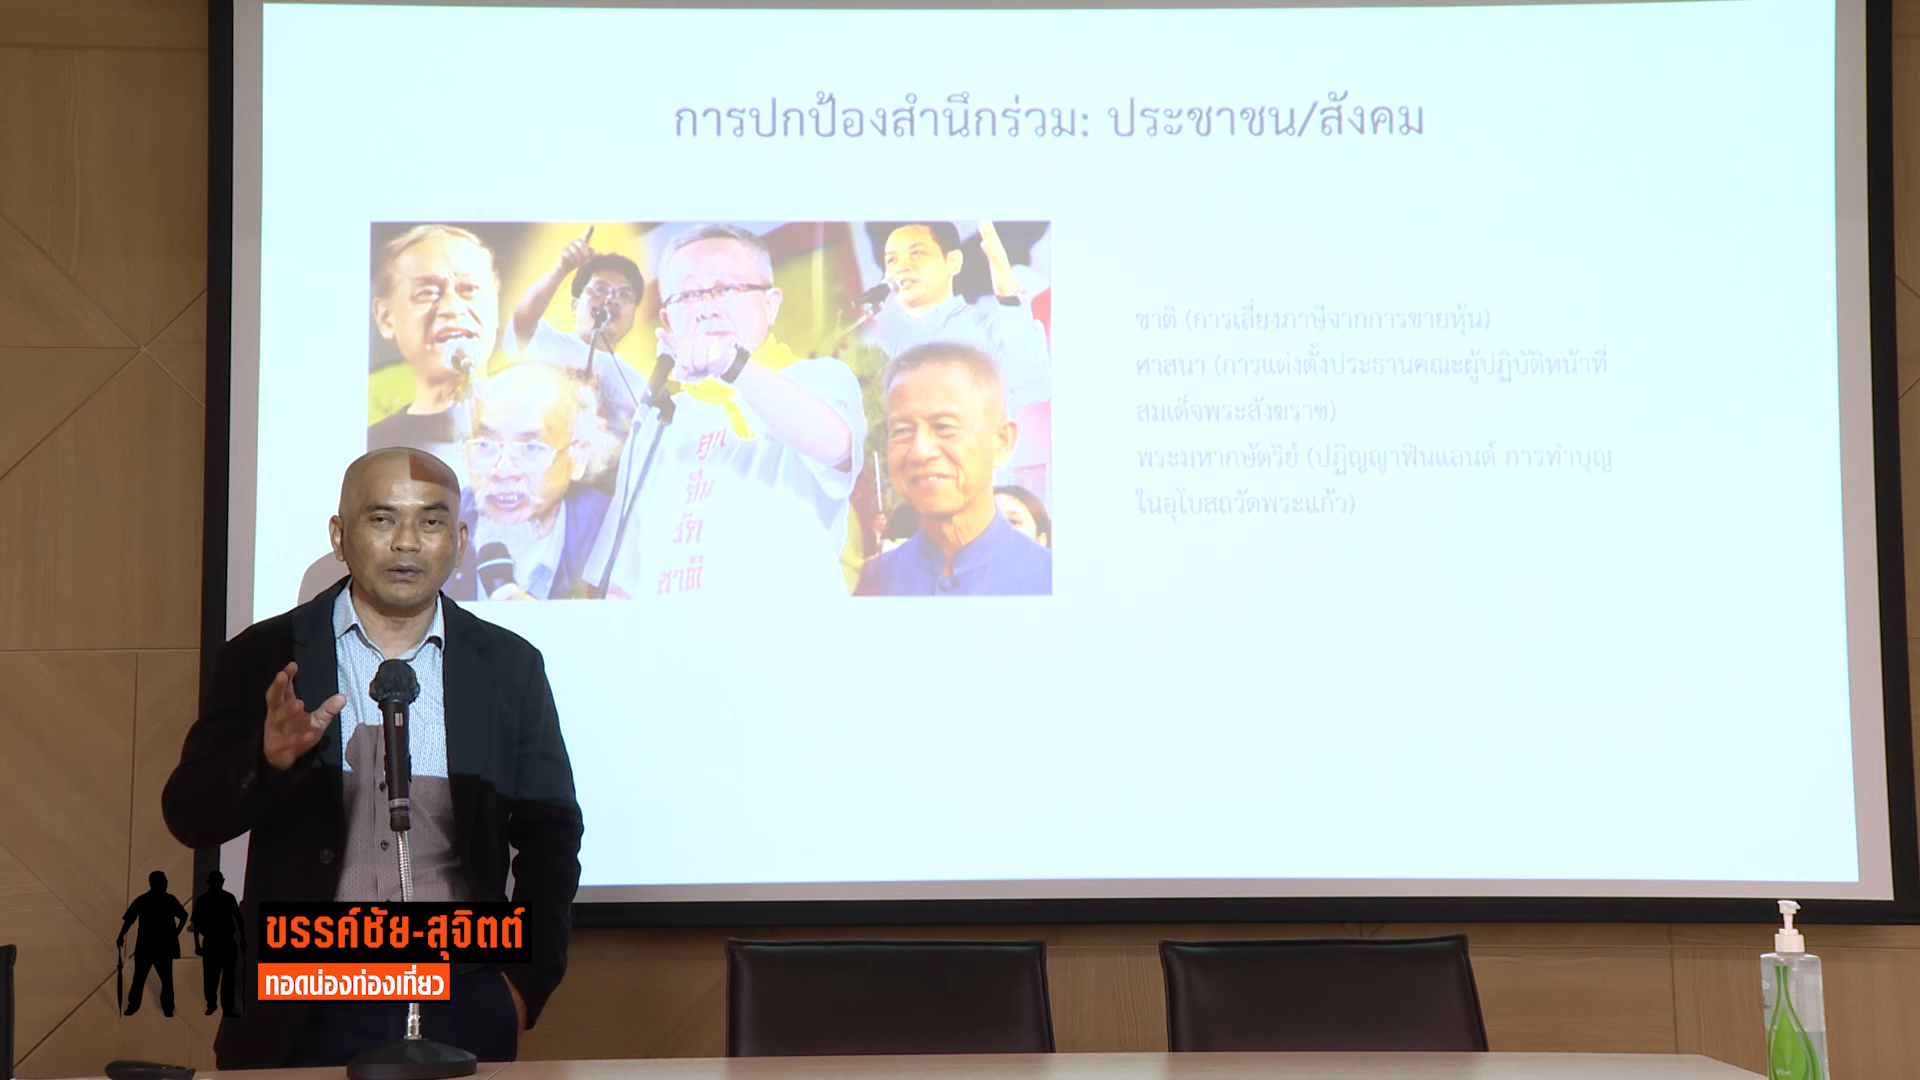 การปกป้องสำนึกร่วม: ประชาชน/สังคม
ชาติ (การเลี่ยงภาษีจากการขายหุ้น)
ศาสนา (การแต่งตั้งประธานคณะผู้ปฏิบัติหน้าที่
สมเด็จพระสังฆราช)
พระมหากษัตริย์ (ปฏิญญาฟินแลนด์ การทำบุญ
ในอุโบสถวัดพระแก้ว)
ชาติ
ขรรค์ชัย-สุจิตต์
ทอดน่องท่องเที่ยว